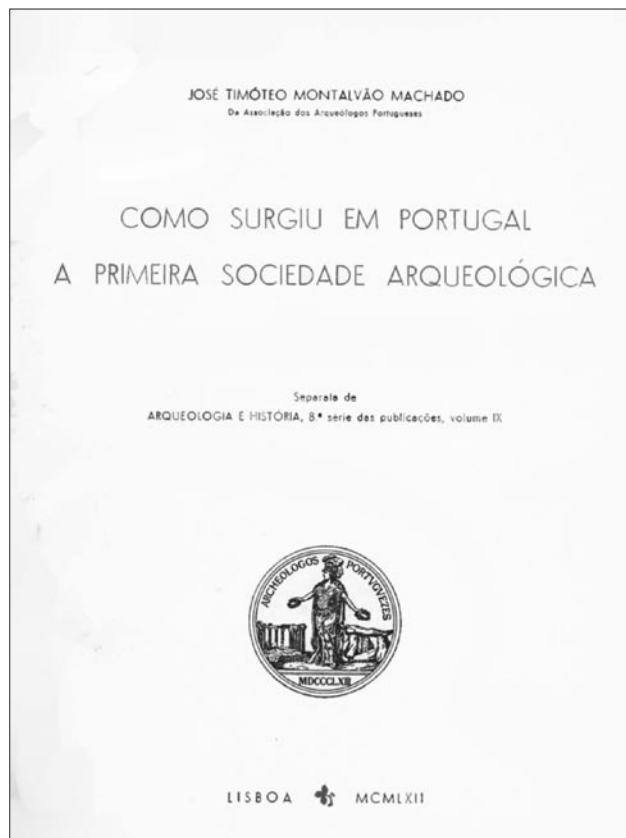 JOSÉ TIMÓTEO MONTALVÃO MACHADO
Da Associação dos Arqueólogos Portugueses
COMO SURGIU EM PORTUGAL
A PRIMEIRA SOCIEDADE ARQUEOLÓGICA
Separata de
ARQUEOLOGIA E HISTÓRIA, 8.ª série das publicações, volume IX
ARCHEOLOGOS PORTVGVEZES
MDCCCLXIII
LISBOA MCMLXII